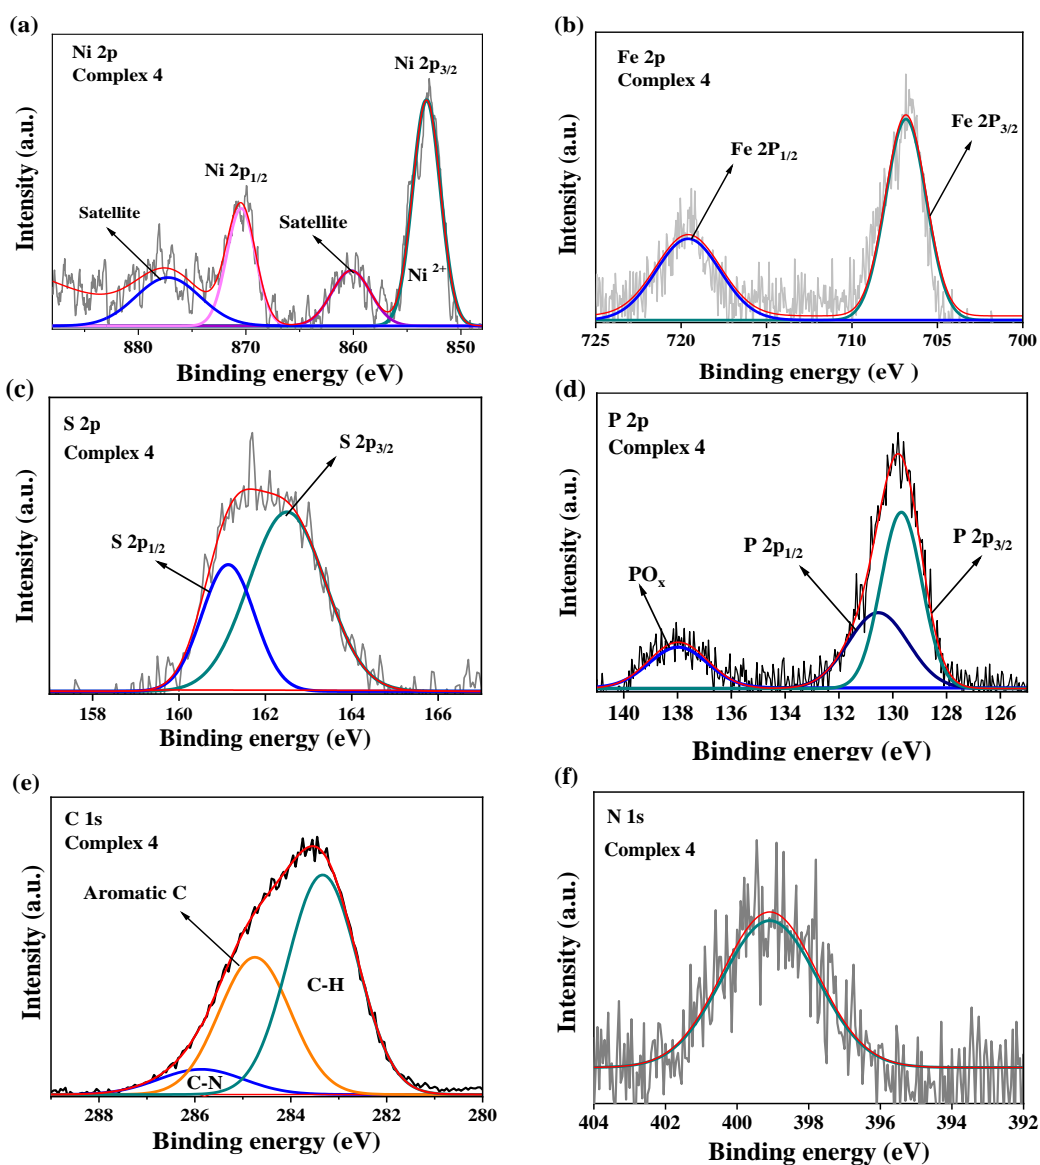 (a)
Ni 2p
Complex 4
Ni 2p3/2
Ni 2p1/2
Satellite
Satellite
Ni 2+
Intensity (a.u.)
880 870 860 850
Binding energy (eV)
(b)
Fe 2p
Complex 4
Fe 2P3/2
Fe 2P1/2
Intensity (a.u.)
725 720 715 710 705 700
Binding energy (eV )
(c)
S 2p
Complex 4
S 2p3/2
S 2p1/2
Intensity (a.u.)
158 160 162 164 166
Binding energy (eV)
(d)
P 2p
Complex 4
P 2p1/2
P 2p3/2
POx
Intensity (a.u.)
140 138 136 134 132 130 128 126
Binding energy (eV)
(e)
C 1s
Complex 4
Aromatic C
C-H
C-N
Intensity (a.u.)
288 286 284 282 280
Binding energy (eV)
(f)
N 1s
Complex 4
Intensity (a.u.)
404 402 400 398 396 394 392
Binding energy (eV)